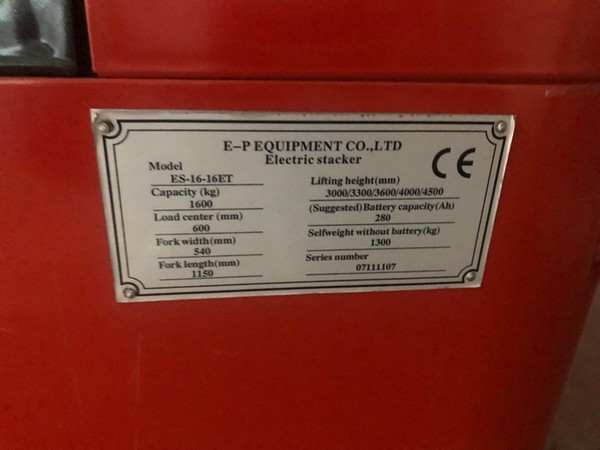 E-P EQUIPMENT CO.,LTD
Electric stacker
CE
Model
ES-16-16ET
Capacity (kg)
1600
Load center (mm)
600
Fork width(mm)
540
Fork length(mm)
1150
Lifting height(mm)
3000/3300/3600/4000/4500
(Suggested)Battery capacity(Ah)
280
Selfweight without battery(kg)
1300
Series number
07111107